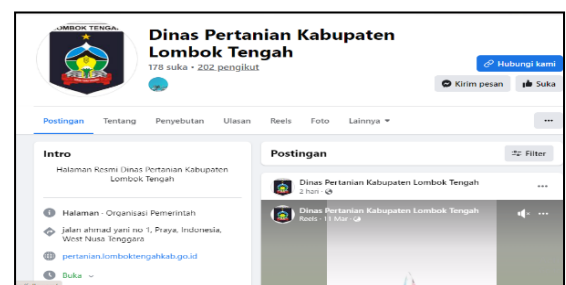 LOMBOK TENGA
Dinas Pertanian Kabupaten
Lombok Tengah
178 suka • 202 pengikut
Hubungi kami
Kirim pesan
Suka
Postingan Tentang Penyebutan Ulasan Reels Foto Lainnya
Intro
Halaman Resmi Dinas Pertanian Kabupaten
Lombok Tengah
Halaman · Organisasi Pemerintah
jalan ahmad yani no 1, Praya, Indonesia,
West Nusa Tenggara
pertanian.lomboktengahkab.go.id
Buka
Postingan
Filter
Dinas Pertanian Kabupaten Lombok Tengah
2 hari ·
Dinas Pertanian Kabupaten Lombok Tengah
Reels · 11 Mar ·